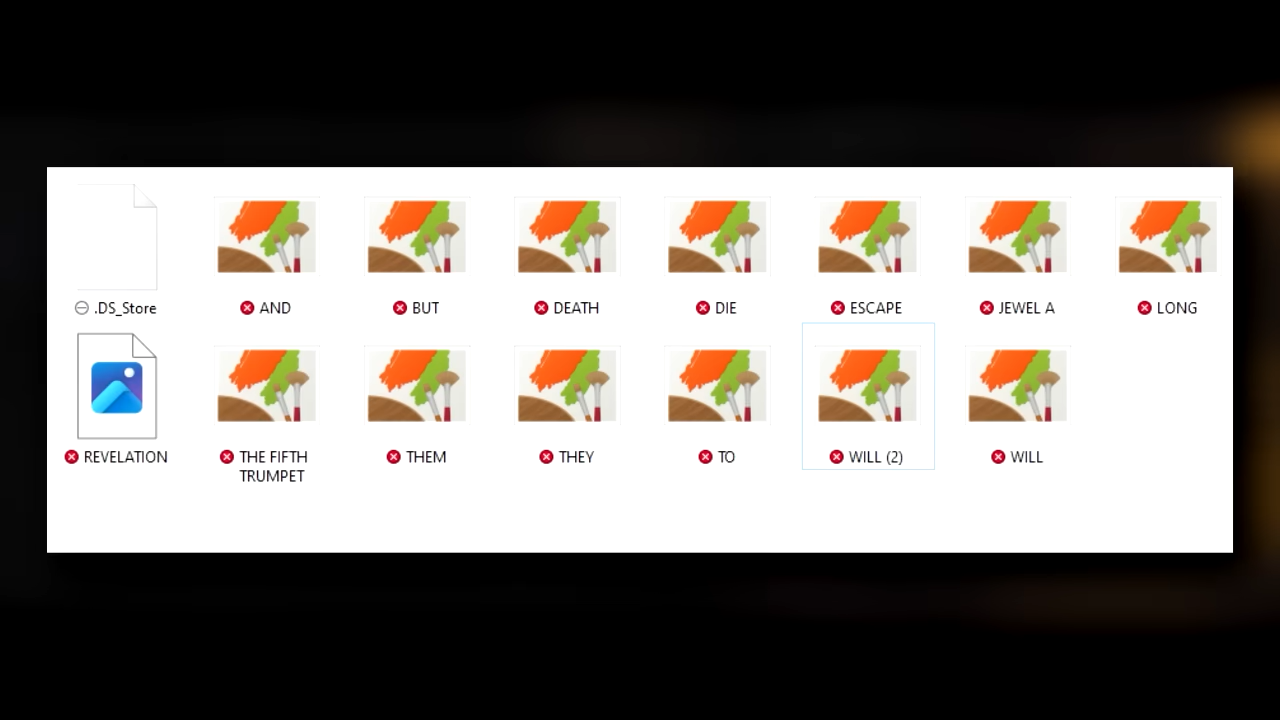 .DS_Store AND BUT DEATH DIE ESCAPE JEWEL A LONG
REVELATION THE FIFTH TRUMPET THEM THEY TO WILL (2) WILL